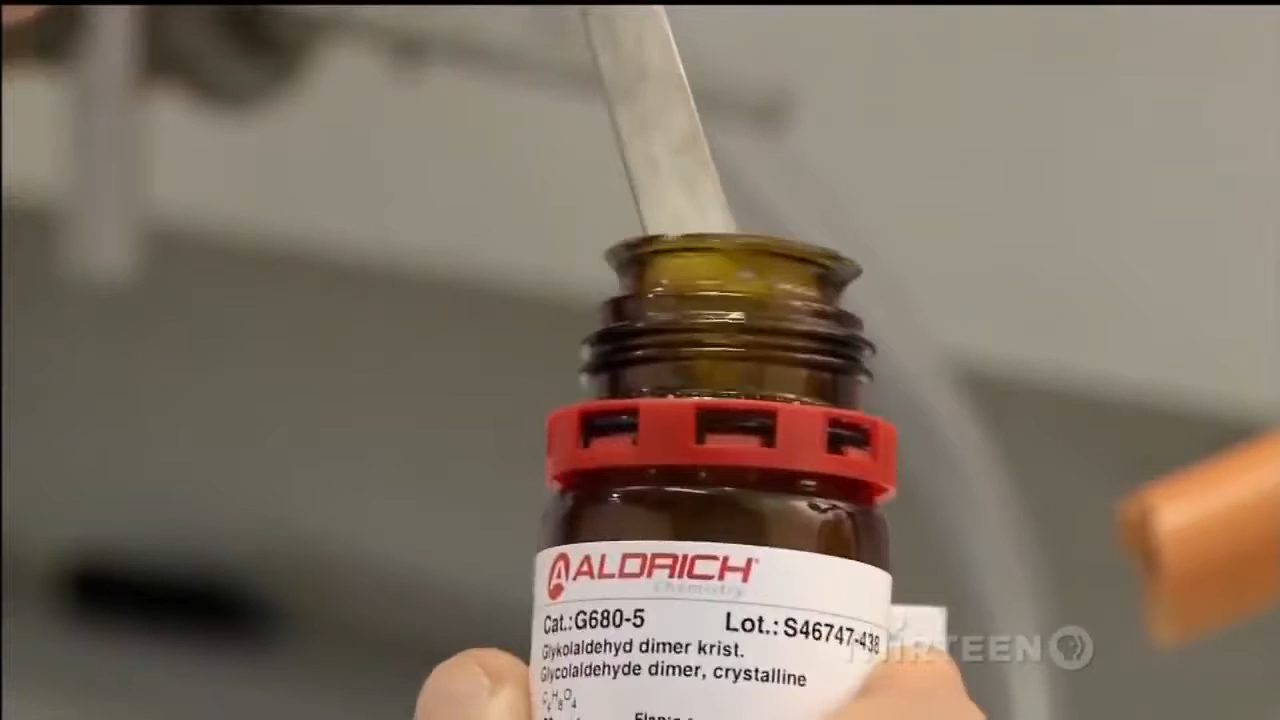 ALDRICH
Chemistry
Cat.:G680-5 Lot.: S46747-438
Glykolaldehyd dimer krist.
Glycolaldehyde dimer, crystalline
C₄H₈O₄
THIRTEEN